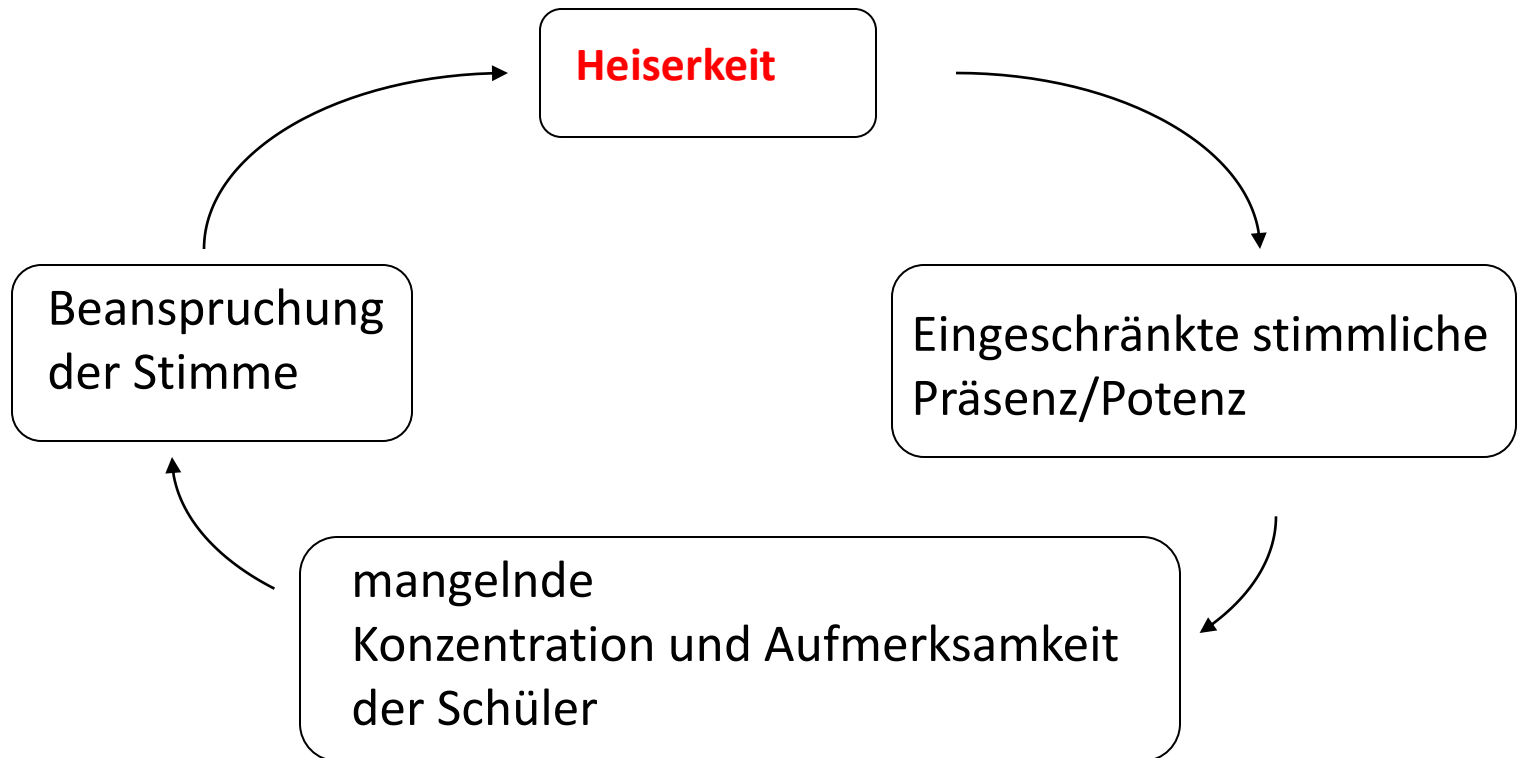 Heiserkeit
Beanspruchung
der Stimme
Eingeschränkte stimmliche
Präsenz/Potenz
mangelnde
Konzentration und Aufmerksamkeit
der Schüler